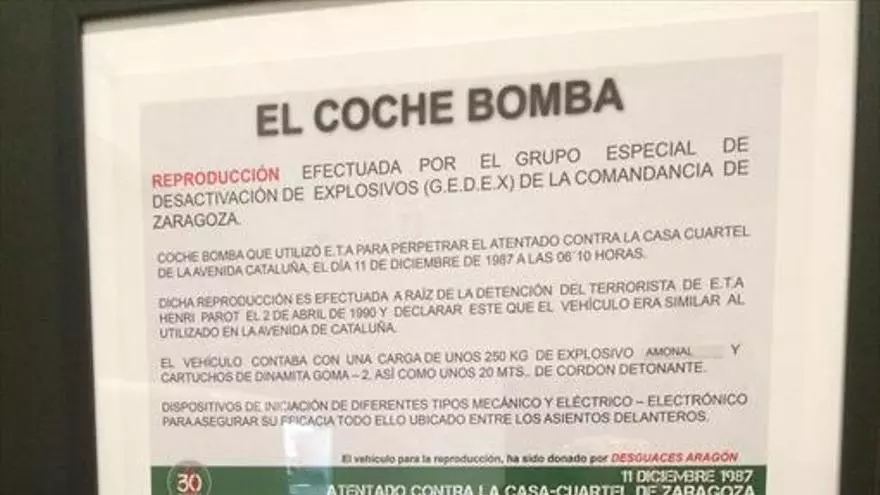 EL COCHE BOMBA
REPRODUCCIÓN EFECTUADA POR EL GRUPO ESPECIAL DE
DESACTIVACIÓN DE EXPLOSIVOS (G.E.D.E.X) DE LA COMANDANCIA DE
ZARAGOZA.
COCHE BOMBA QUE UTILIZÓ E.T.A PARA PERPETRAR EL ATENTADO CONTRA LA CASA CUARTEL
DE LA AVENIDA CATALUÑA, EL DÍA 11 DE DICIEMBRE DE 1987 A LAS 06´10 HORAS.
DICHA REPRODUCCIÓN ES EFECTUADA A RAÍZ DE LA DETENCIÓN DEL TERRORISTA DE E.T.A
HENRI PAROT EL 2 DE ABRIL DE 1990 Y DECLARAR ESTE QUE EL VEHÍCULO ERA SIMILAR AL
UTILIZADO EN LA AVENIDA DE CATALUÑA.
EL VEHÍCULO CONTABA CON UNA CARGA DE UNOS 250 KG DE EXPLOSIVO AMONAL Y
CARTUCHOS DE DINAMITA GOMA – 2, ASÍ COMO UNOS 20 MTS.. DE CORDON DETONANTE.
DISPOSITIVOS DE INICIACIÓN DE DIFERENTES TIPOS MECÁNICO Y ELÉCTRICO – ELECTRÓNICO
PARA ASEGURAR SU EFICACIA TODO ELLO UBICADO ENTRE LOS ASIENTOS DELANTEROS.
El vehículo para la reproducción, ha sido donado por DESGUACES ARAGÓN
30
11 DICIEMBRE 1987
ATENTADO CONTRA LA CASA-CUARTEL DE ZARAGOZA